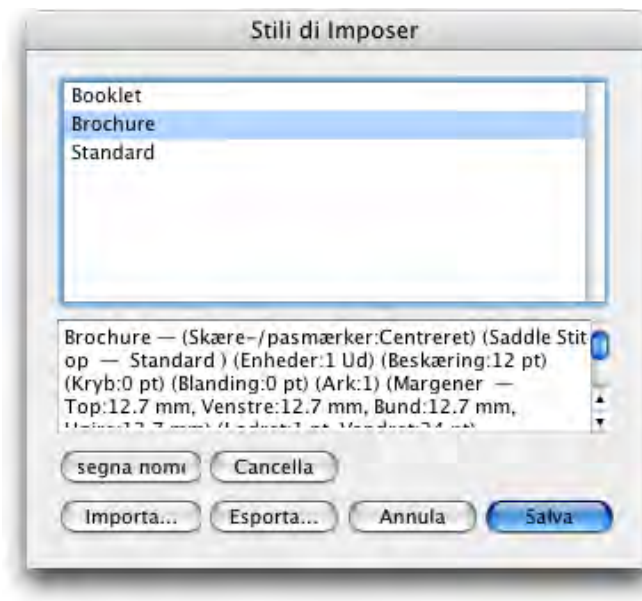 Stili di Imposer
Booklet
Brochure
Standard
Brochure — (Skære-/pasmærker:Centreret) (Saddle Stit
op — Standard ) (Enheder:1 Ud) (Beskæring:12 pt)
(Kryb:0 pt) (Blanding:0 pt) (Ark:1) (Margener —
Top:12.7 mm, Venstre:12.7 mm, Bund:12.7 mm,
segna nome Cancella
Importa... Esporta... Annulla Salva